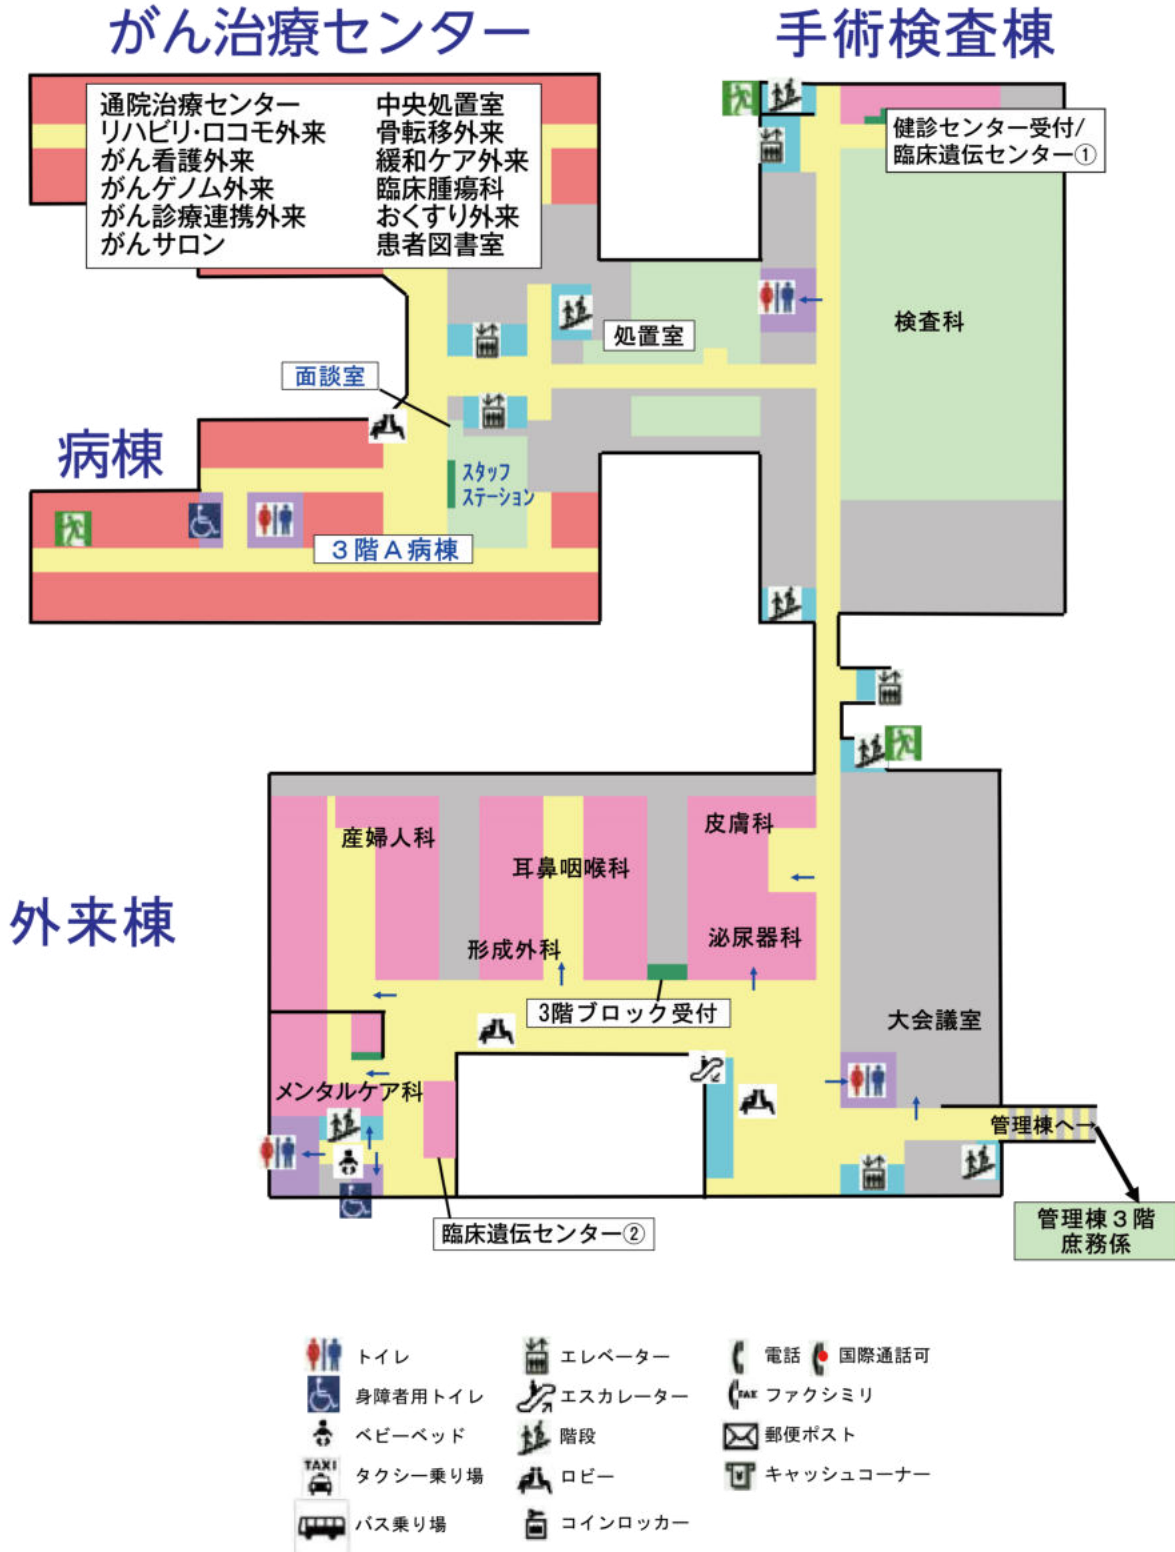 がん治療センター
手術検査棟
通院治療センター 中央処置室
リハビリ・ロコモ外来 骨転移外来
がん看護外来 緩和ケア外来
がんゲノム外来 臨床腫瘍科
がん診療連携外来 おくすり外来
がんサロン 患者図書室
健診センター受付/
臨床遺伝センター①
検査科
処置室
面談室
病棟
スタッフ
ステーション
3階A病棟
産婦人科
皮膚科
耳鼻咽喉科
外来棟
形成外科
泌尿器科
3階ブロック受付
大会議室
メンタルケア科
管理棟へ→
臨床遺伝センター②
管理棟3階
庶務係
トイレ
エレベーター
電話
国際通話可
身障者用トイレ
エスカレーター
FAX
ファクシミリ
ベビーベッド
階段
郵便ポスト
TAXI
タクシー乗り場
ロビー
¥
キャッシュコーナー
バス乗り場
コインロッカー